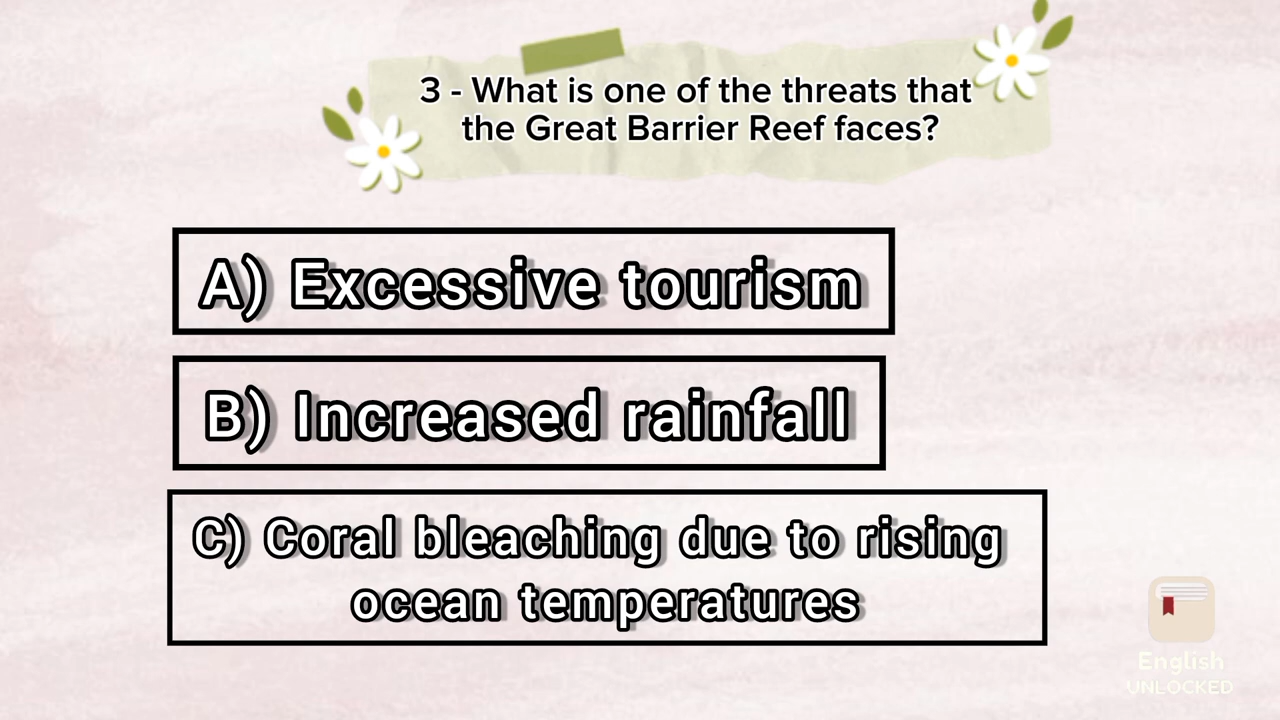 3 - What is one of the threats that
the Great Barrier Reef faces?
A) Excessive tourism
B) Increased rainfall
C) Coral bleaching due to rising
ocean temperatures
English
UNLOCKED